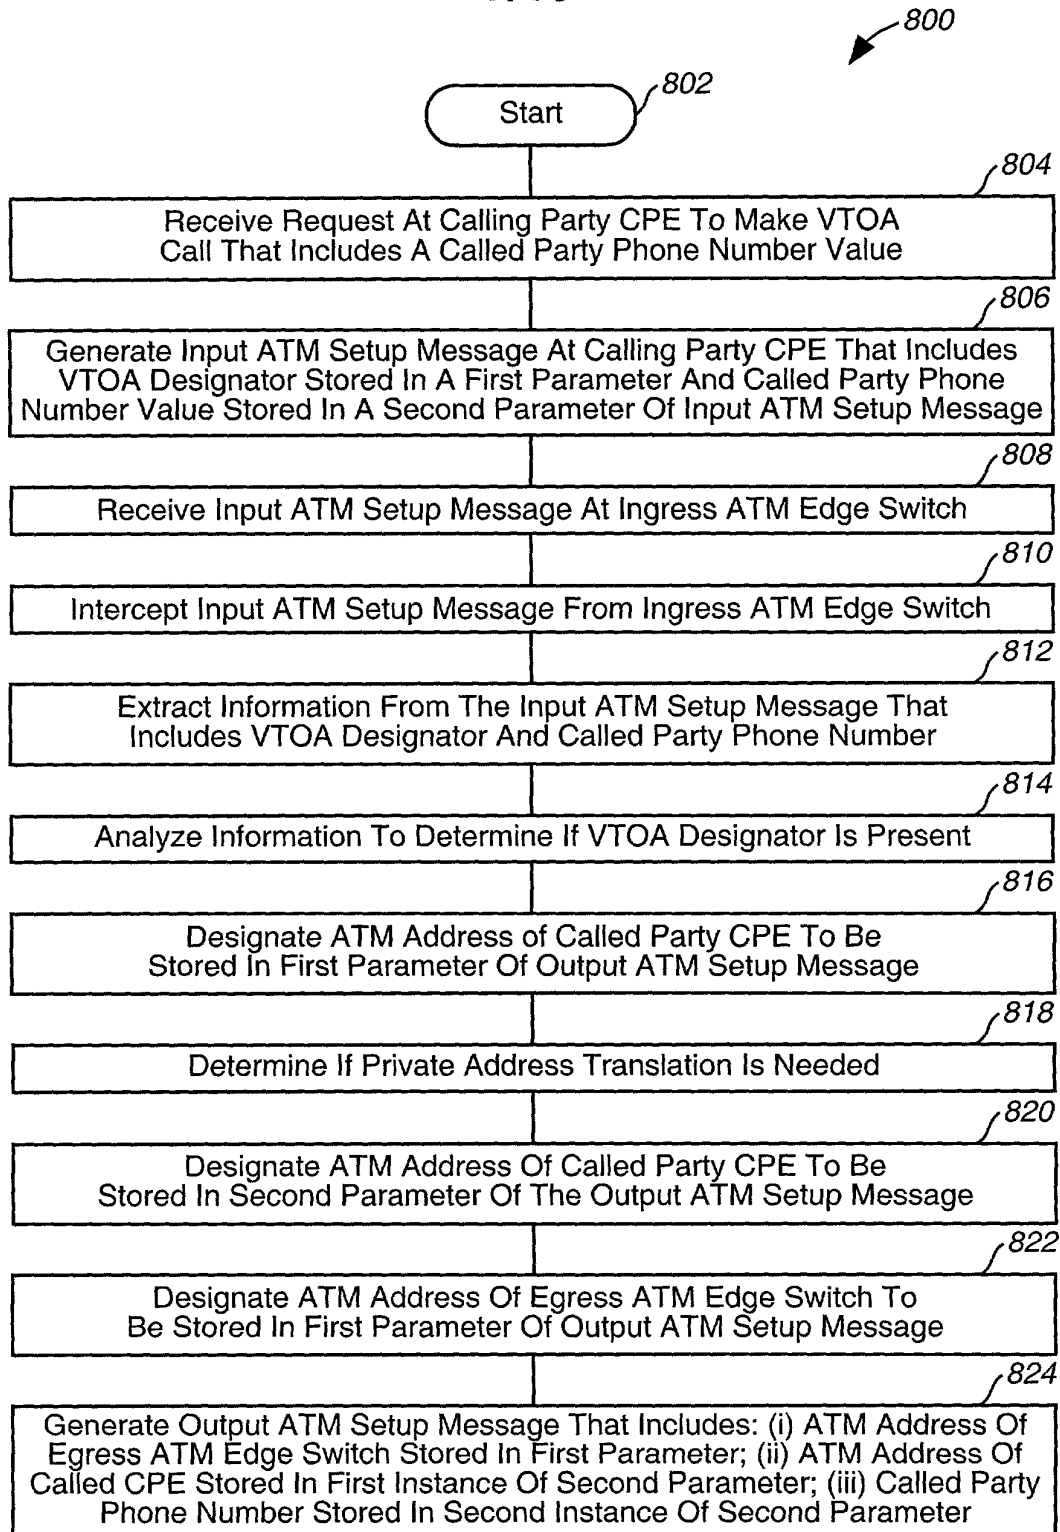 800
802
Start
804
Receive Request At Calling Party CPE To Make VTOA
Call That Includes A Called Party Phone Number Value
806
Generate Input ATM Setup Message At Calling Party CPE That Includes
VTOA Designator Stored In A First Parameter And Called Party Phone
Number Value Stored In A Second Parameter Of Input ATM Setup Message
808
Receive Input ATM Setup Message At Ingress ATM Edge Switch
810
Intercept Input ATM Setup Message From Ingress ATM Edge Switch
812
Extract Information From The Input ATM Setup Message That
Includes VTOA Designator And Called Party Phone Number
814
Analyze Information To Determine If VTOA Designator Is Present
816
Designate ATM Address of Called Party CPE To Be
Stored In First Parameter Of Output ATM Setup Message
818
Determine If Private Address Translation Is Needed
820
Designate ATM Address Of Called Party CPE To Be
Stored In Second Parameter Of The Output ATM Setup Message
822
Designate ATM Address Of Egress ATM Edge Switch To
Be Stored In First Parameter Of Output ATM Setup Message
824
Generate Output ATM Setup Message That Includes: (i) ATM Address Of
Egress ATM Edge Switch Stored In First Parameter; (ii) ATM Address Of
Called CPE Stored In First Instance Of Second Parameter; (iii) Called Party
Phone Number Stored In Second Instance Of Second Parameter